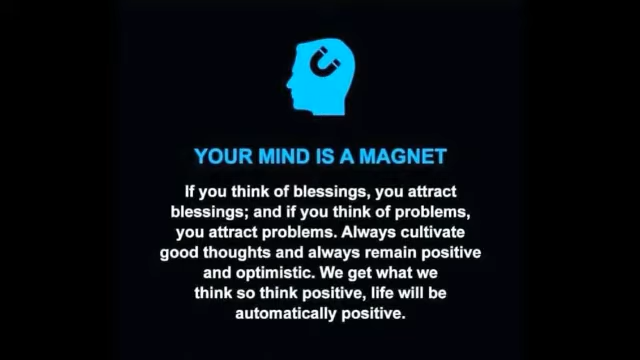 YOUR MIND IS A MAGNET
If you think of blessings, you attract
blessings; and if you think of problems,
you attract problems. Always cultivate
good thoughts and always remain positive
and optimistic. We get what we
think so think positive, life will be
automatically positive.